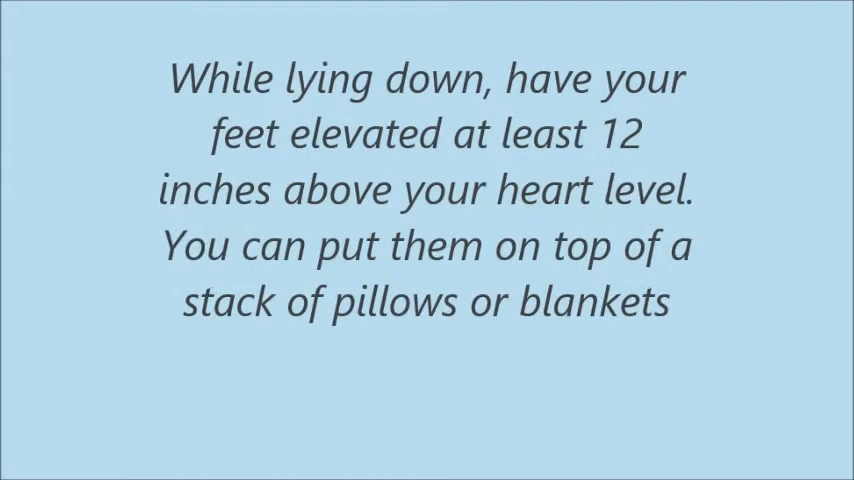 While lying down, have your
feet elevated at least 12
inches above your heart level.
You can put them on top of a
stack of pillows or blankets